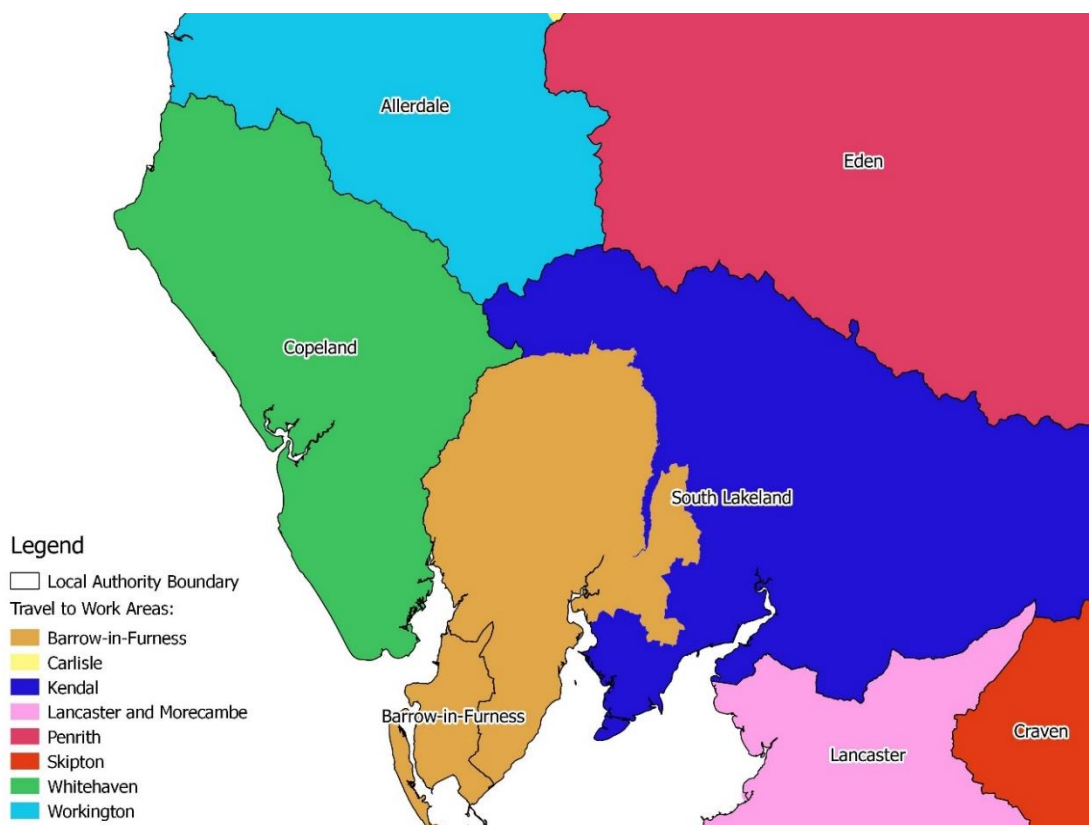 Allerdale
Eden
Copeland
South Lakeland
Barrow-in-Furness
Lancaster
Craven
Legend
Local Authority Boundary
Travel to Work Areas:
Barrow-in-Furness
Carlisle
Kendal
Lancaster and Morecambe
Penrith
Skipton
Whitehaven
Workington